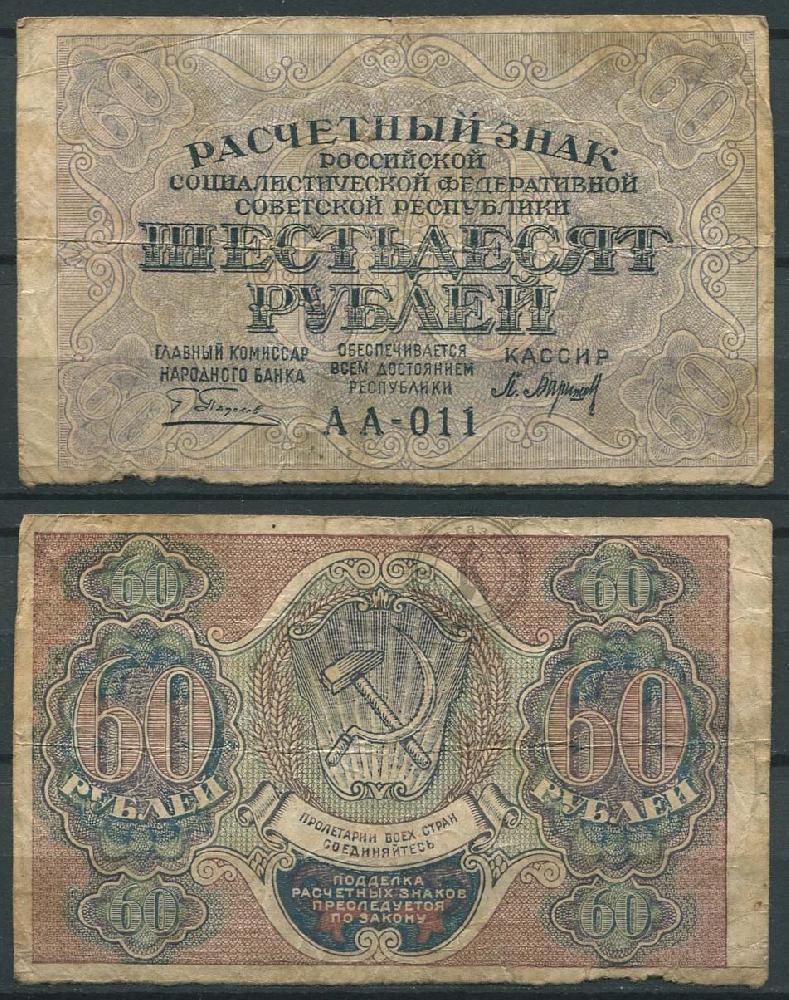 60 60
РАСЧЕТНЫЙ ЗНАК
РОССИЙСКОЙ
СОЦИАЛИСТИЧЕСКОЙ ФЕДЕРАТИВНОЙ
СОВЕТСКОЙ РЕСПУБЛИКИ
ШЕСТЬДЕСЯТ
РУБЛЕЙ
ГЛАВНЫЙ КОМИССАР
НАРОДНОГО БАНКА
ОБЕСПЕЧИВАЕТСЯ
ВСЕМ ДОСТОЯНИЕМ
РЕСПУБЛИКИ
КАССИР
60 60
АА-011
60 60
60 60
РУБЛЕЙ РУБЛЕЙ
ПРОЛЕТАРИИ ВСЕХ СТРАН
СОЕДИНЯЙТЕСЬ
60 60
ПОДДЕЛКА
РАСЧЕТНЫХ ЗНАКОВ
ПРЕСЛЕДУЕТСЯ
ПО ЗАКОНУ